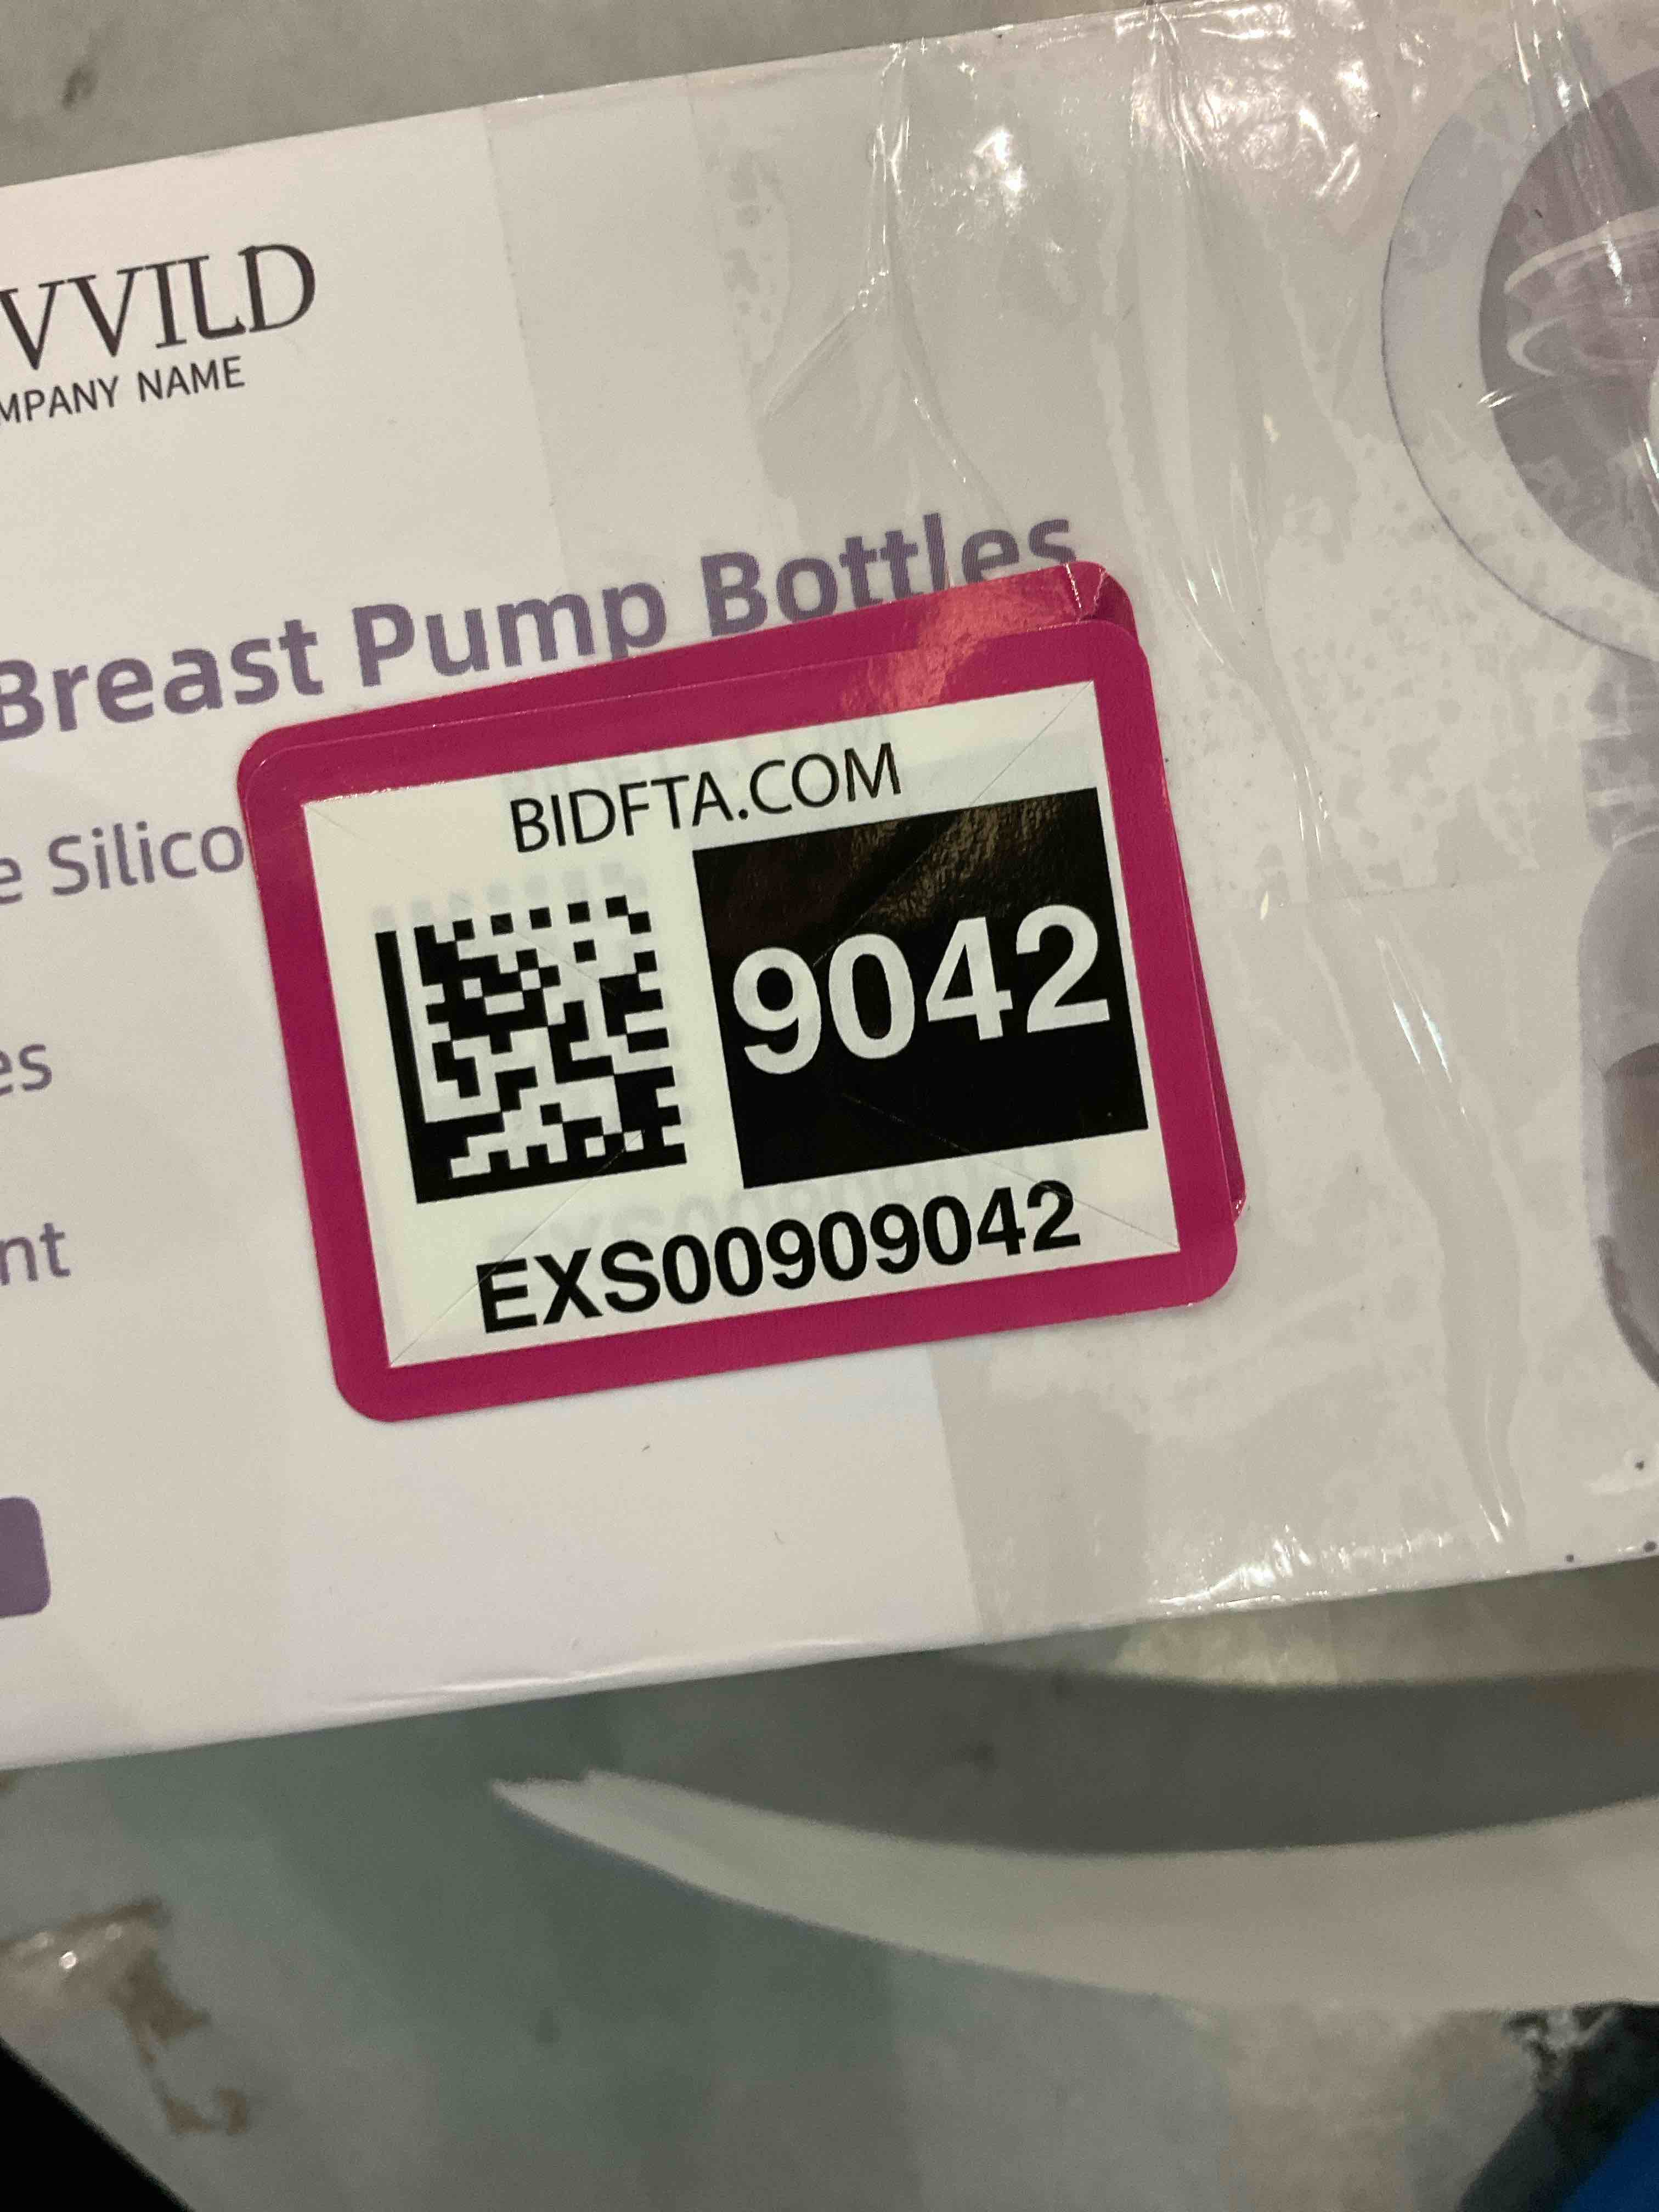 VVILD
MPANY NAME
Breast Pump Bottles
e Silico
es
nt
BIDFTA.COM
9042
EXS00909042